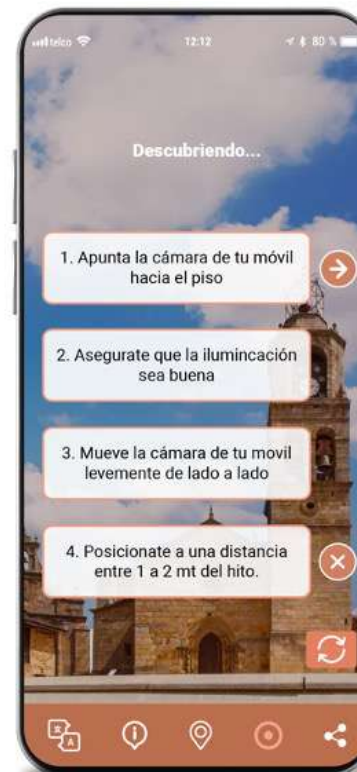 telco 12:12 80 %
Descubriendo...
1. Apunta la cámara de tu móvil
hacia el piso
2. Asegurate que la ilumincación
sea buena
3. Mueve la cámara de tu movil
levemente de lado a lado
4. Posicionate a una distancia
entre 1 a 2 mt del hito.
文 A